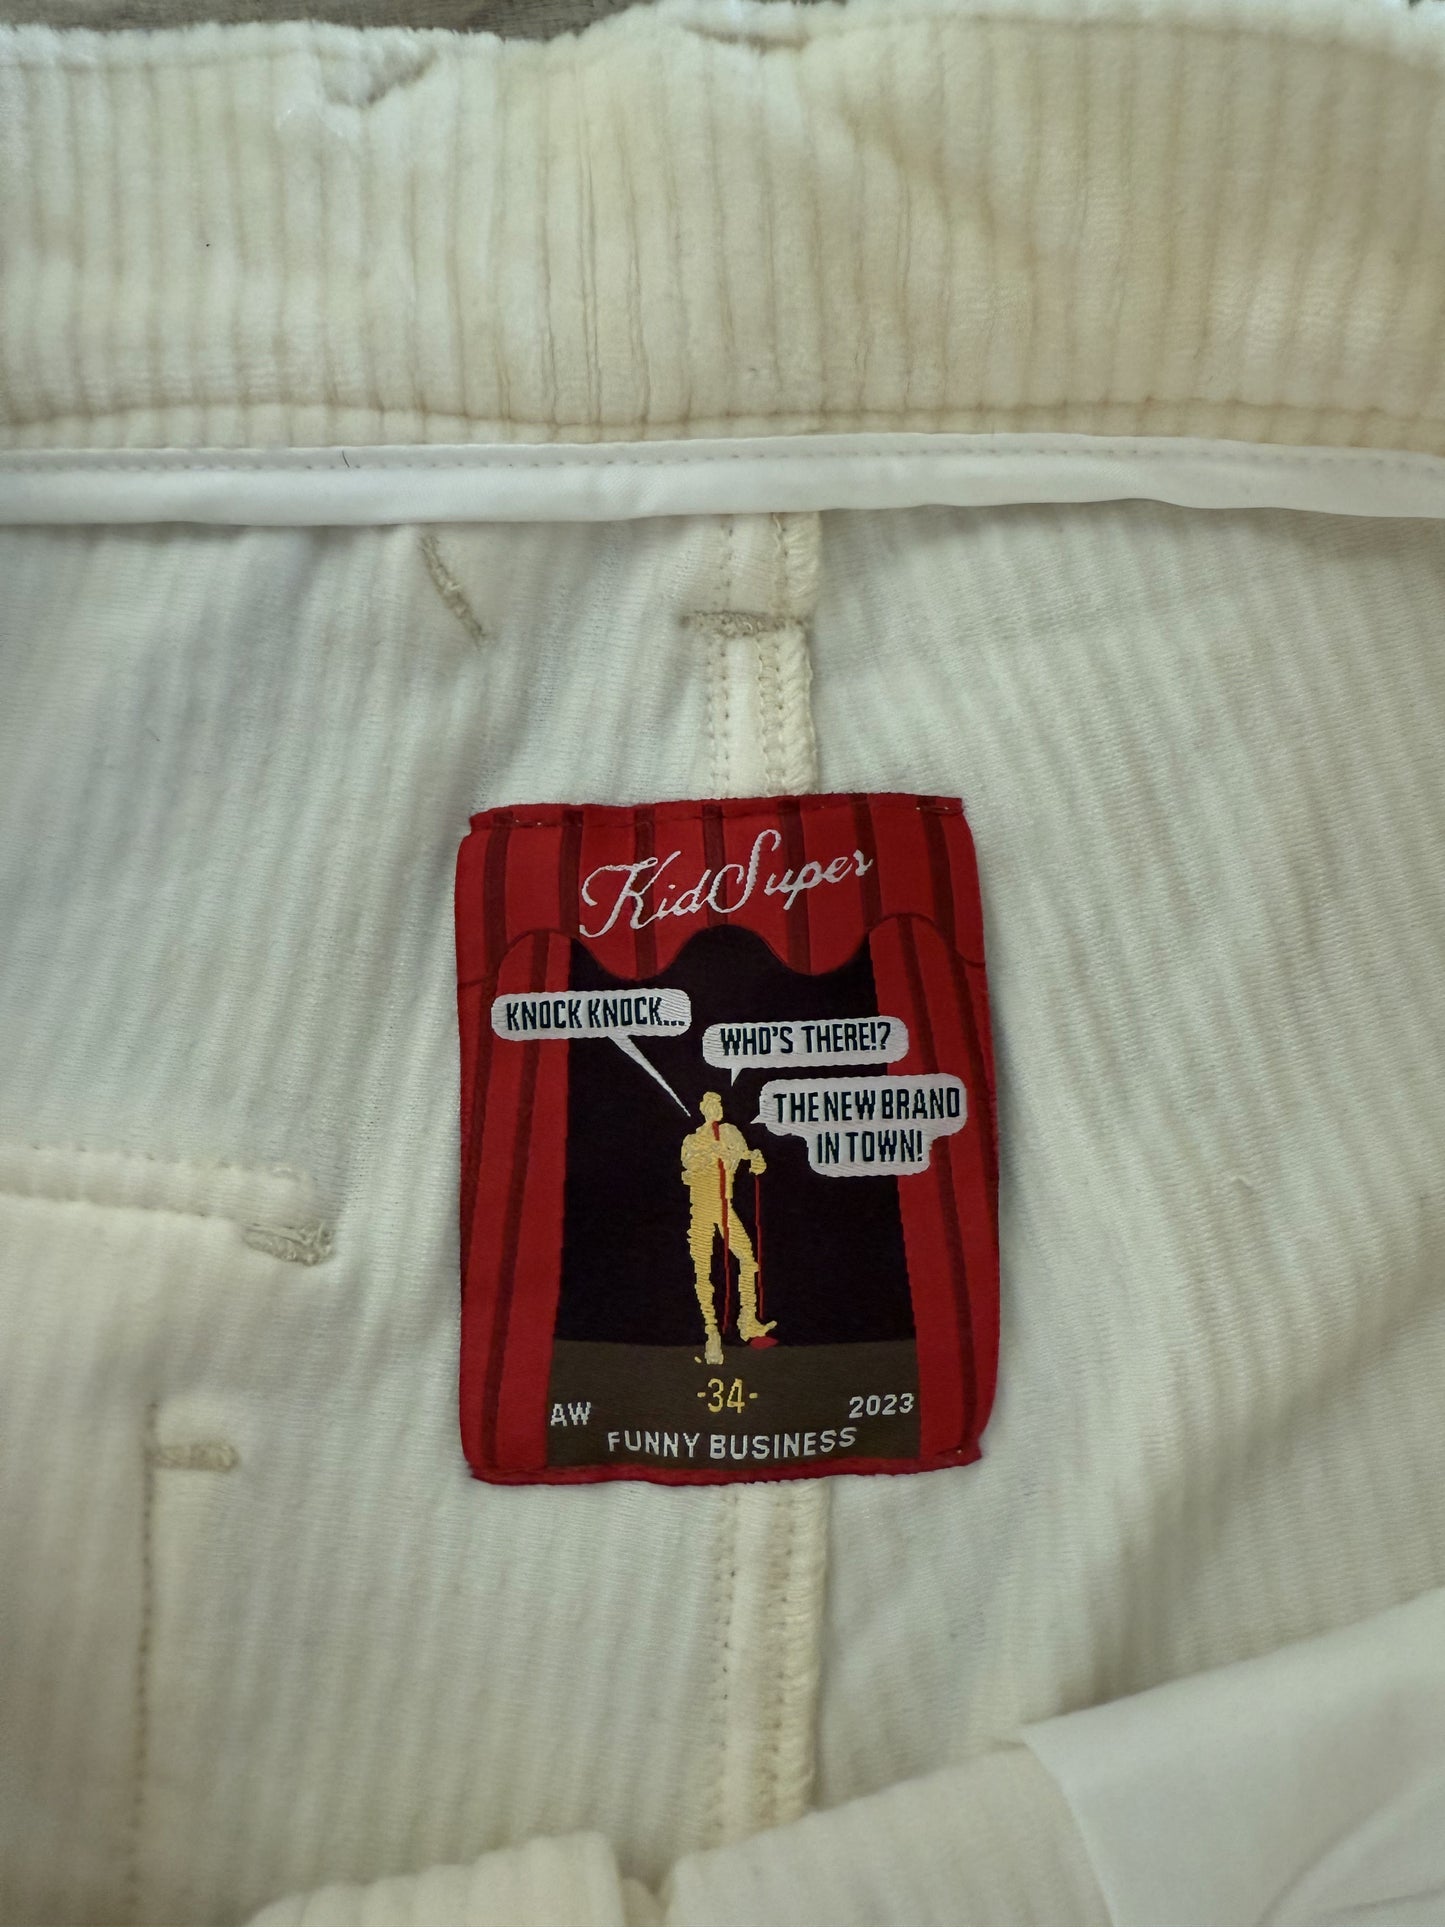 KidSuper
KNOCK KNOCK...
WHO'S THERE!?
THE NEW BRAND
IN TOWN!
-34-
AW 2023
FUNNY BUSINESS